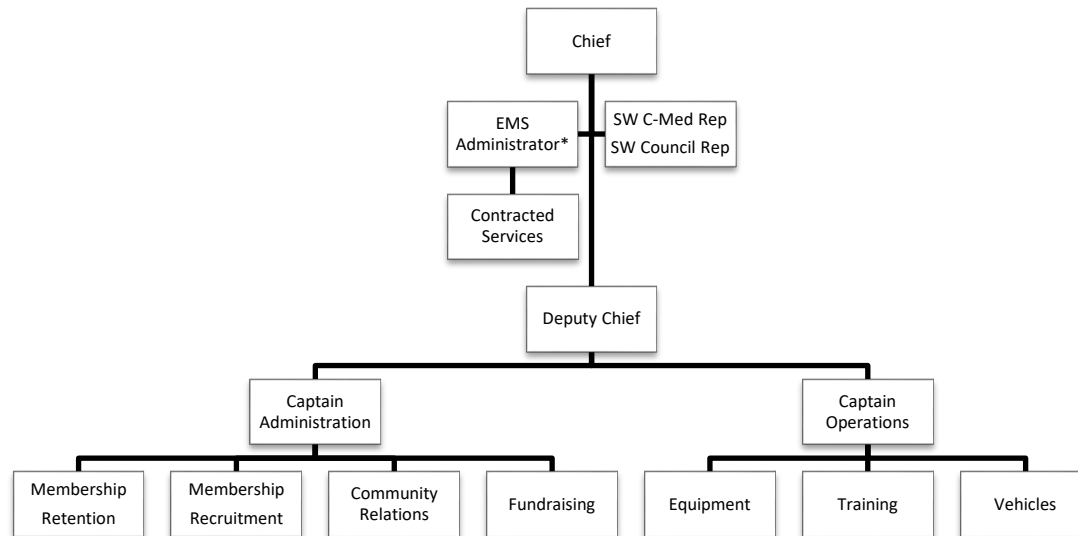 Chief
EMS
Administrator*
SW C-Med Rep
SW Council Rep
Contracted
Services
Deputy Chief
Captain
Administration
Captain
Operations
Membership
Retention
Membership
Recruitment
Community
Relations
Fundraising
Equipment
Training
Vehicles